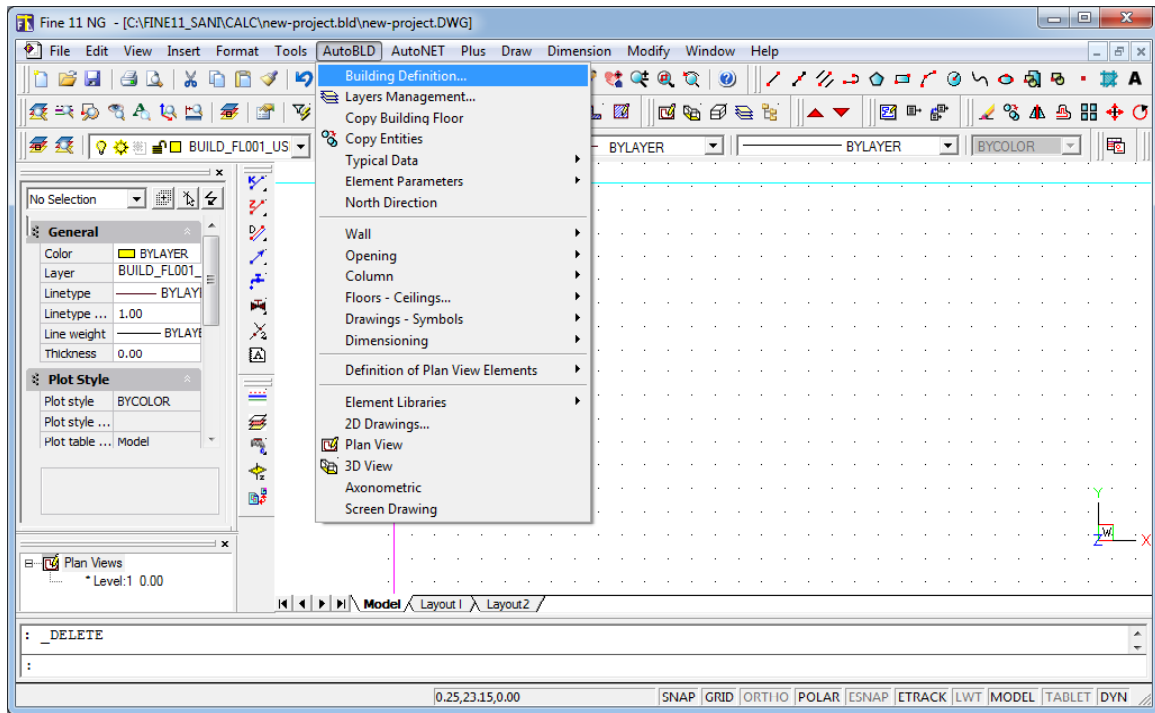 Fine 11 NG - [C:\FINE11_SANI\CALC\new-project.bld\new-project.DWG]
File Edit View Insert Format Tools AutoBLD AutoNET Plus Draw Dimension Modify Window Help
A
BUILD_FL001_US
BYLAYER
BYLAYER
BYCOLOR
Building Definition...
Layers Management...
Copy Building Floor
Copy Entities
Typical Data
Element Parameters
North Direction
Wall
Opening
Column
Floors - Ceilings...
Drawings - Symbols
Dimensioning
Definition of Plan View Elements
Element Libraries
2D Drawings...
Plan View
3D View
Axonometric
Screen Drawing
No Selection
General
Color BYLAYER
Layer BUILD_FL001_
Linetype BYLAYE
Linetype ... 1.00
Line weight BYLAYE
Thickness 0.00
Plot Style
Plot style BYCOLOR
Plot style ...
Plot table ... Model
Plan Views
* Level:1 0.00
Y
W
Z X
Model Layout1 Layout2
: _DELETE
:
0.25,23.15,0.00 SNAP GRID ORTHO POLAR ESNAP ETRACK LWT MODEL TABLET DYN